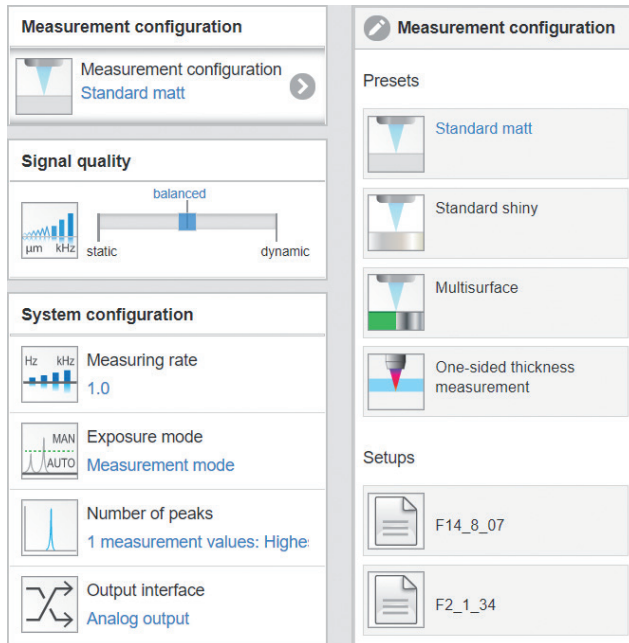 Measurement configuration
Measurement configuration
Standard matt
Signal quality
balanced
µm kHz
static
dynamic
System configuration
Hz kHz
Measuring rate
1.0
MAN
AUTO
Exposure mode
Measurement mode
Number of peaks
1 measurement values: Highe
Output interface
Analog output
Measurement configuration
Presets
Standard matt
Standard shiny
Multisurface
One-sided thickness
measurement
Setups
F14_8_07
F2_1_34